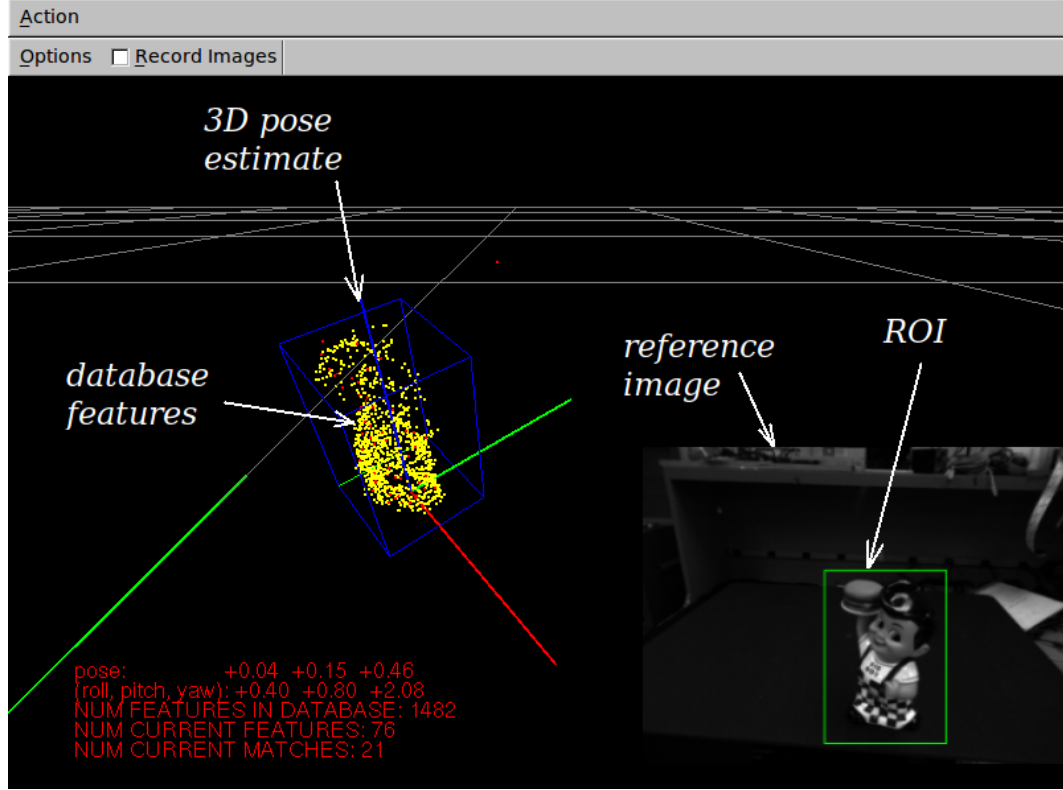 Action
Options Record Images
3D pose
estimate
database
features
reference
image
ROI
pose: +0.04 +0.15 +0.46
(roll, pitch, yaw): +0.40 +0.80 +2.08
NUM FEATURES IN DATABASE: 1482
NUM CURRENT FEATURES: 76
NUM CURRENT MATCHES: 21